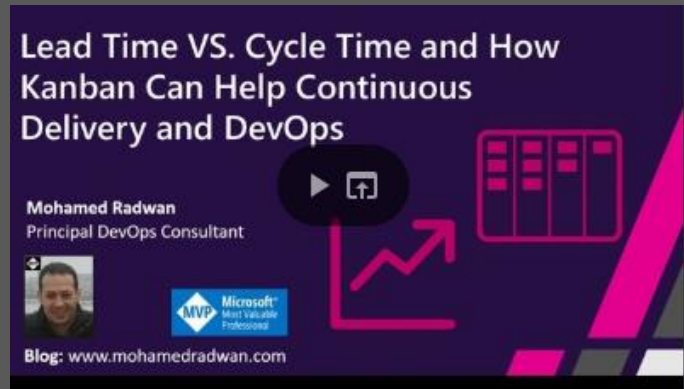 Lead Time VS. Cycle Time and How
Kanban Can Help Continuous
Delivery and DevOps
Mohamed Radwan
Principal DevOps Consultant
MVP
Microsoft®
Most Valuable
Professional
Blog: www.mohamedradwan.com